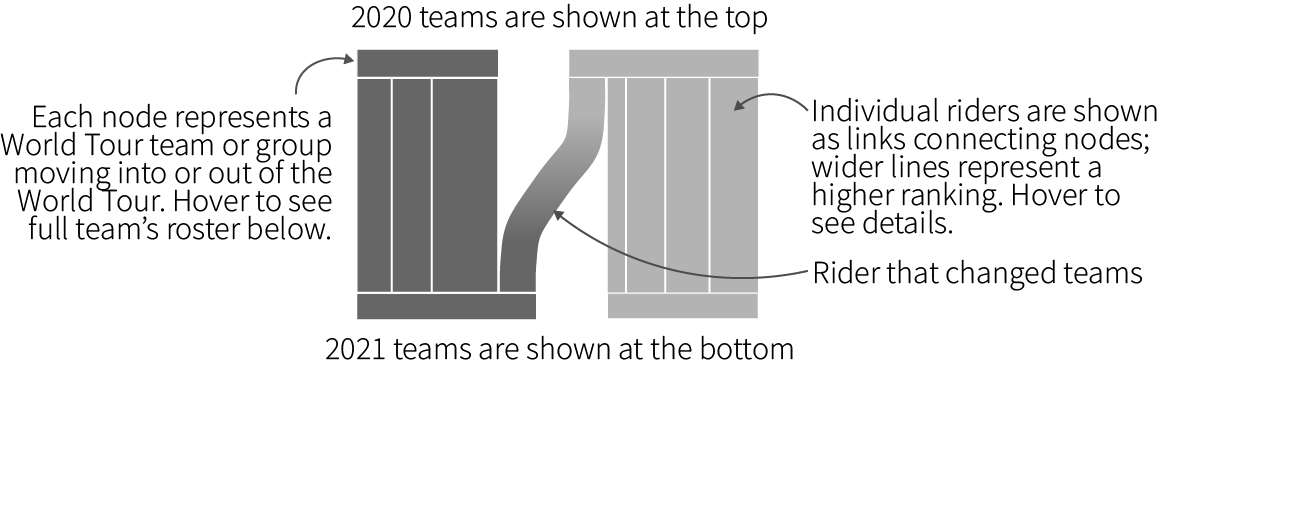 2020 teams are shown at the top
Each node represents a
World Tour team or group
moving into or out of the
World Tour. Hover to see
full team’s roster below.
Individual riders are shown
as links connecting nodes;
wider lines represent a
higher ranking. Hover to
see details.
Rider that changed teams
2021 teams are shown at the bottom